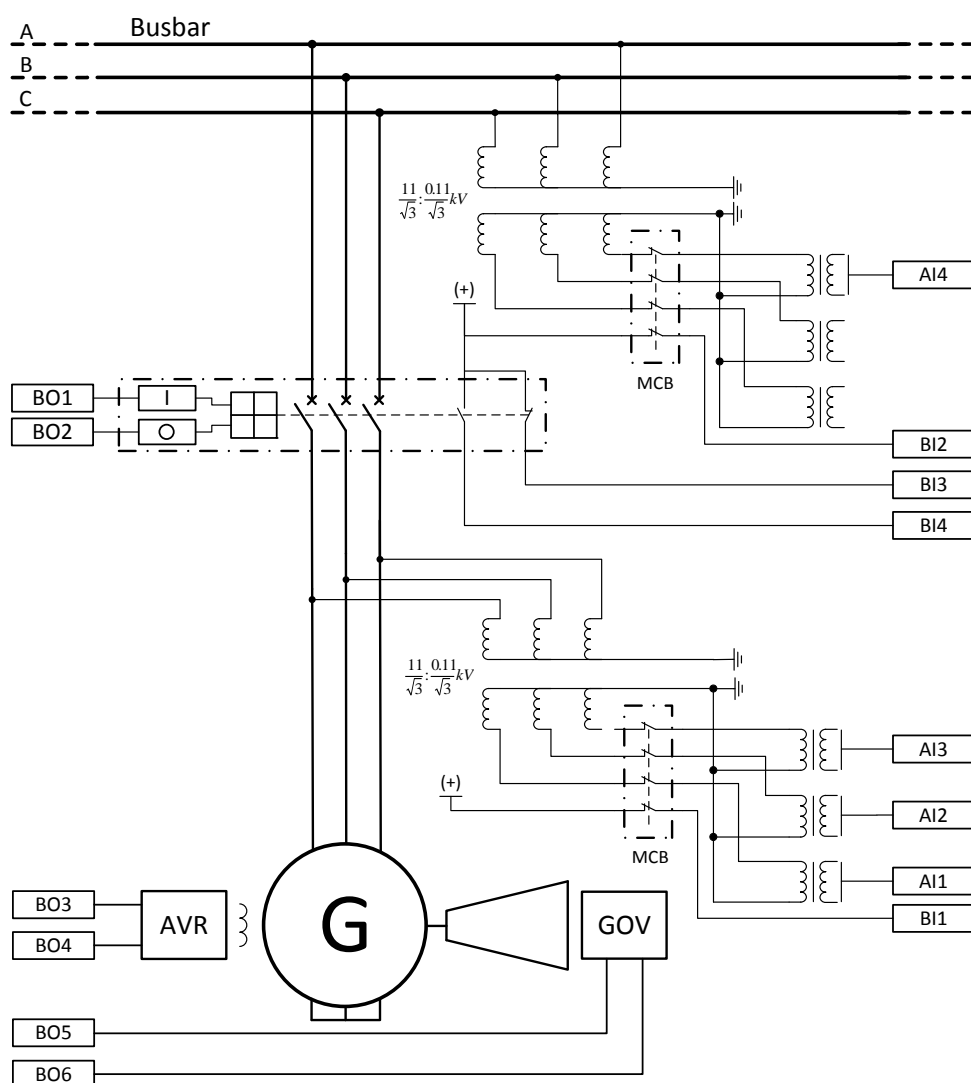 A
Busbar
B
C
11/√3 : 0.11/√3 kV
AI4
(+)
MCB
BO1
I
BO2
O
BI2
BI3
BI4
11/√3 : 0.11/√3 kV
AI3
(+)
AI2
MCB
AI1
BO3
AVR
G
GOV
BI1
BO4
BO5
BO6